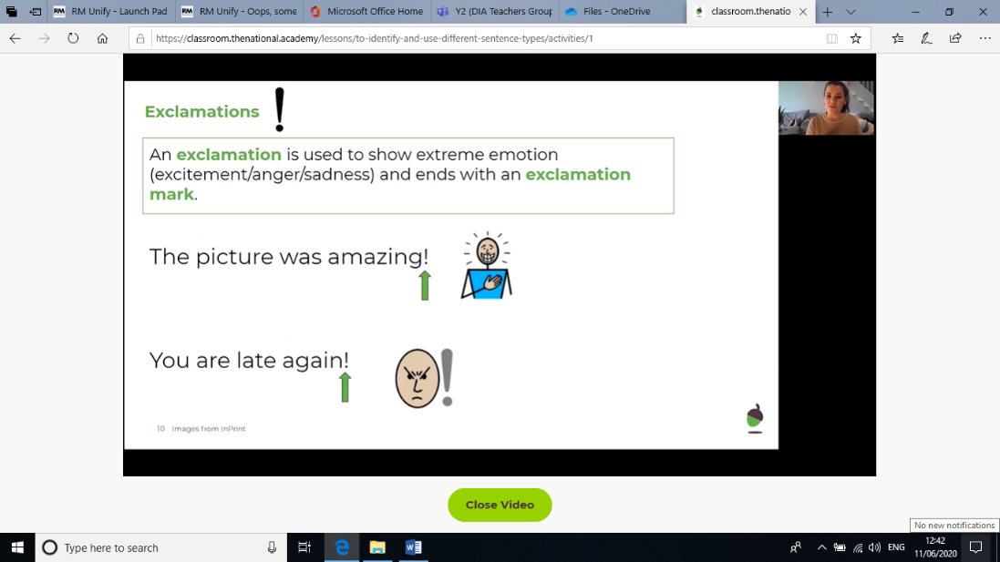 RM Unify - Launch Pad
RM Unify - Oops, some
Microsoft Office Home
Y2 (DIA Teachers Group
Files - OneDrive
classroom.thenatio
https://classroom.thenational.academy/lessons/to-identify-and-use-different-sentence-types/activities/1
Exclamations !
An exclamation is used to show extreme emotion
(excitement/anger/sadness) and ends with an exclamation
mark.
The picture was amazing!
You are late again!
10 Images from InPrint
Close Video
No new notifications
Type here to search
ENG
12:42
11/06/2020